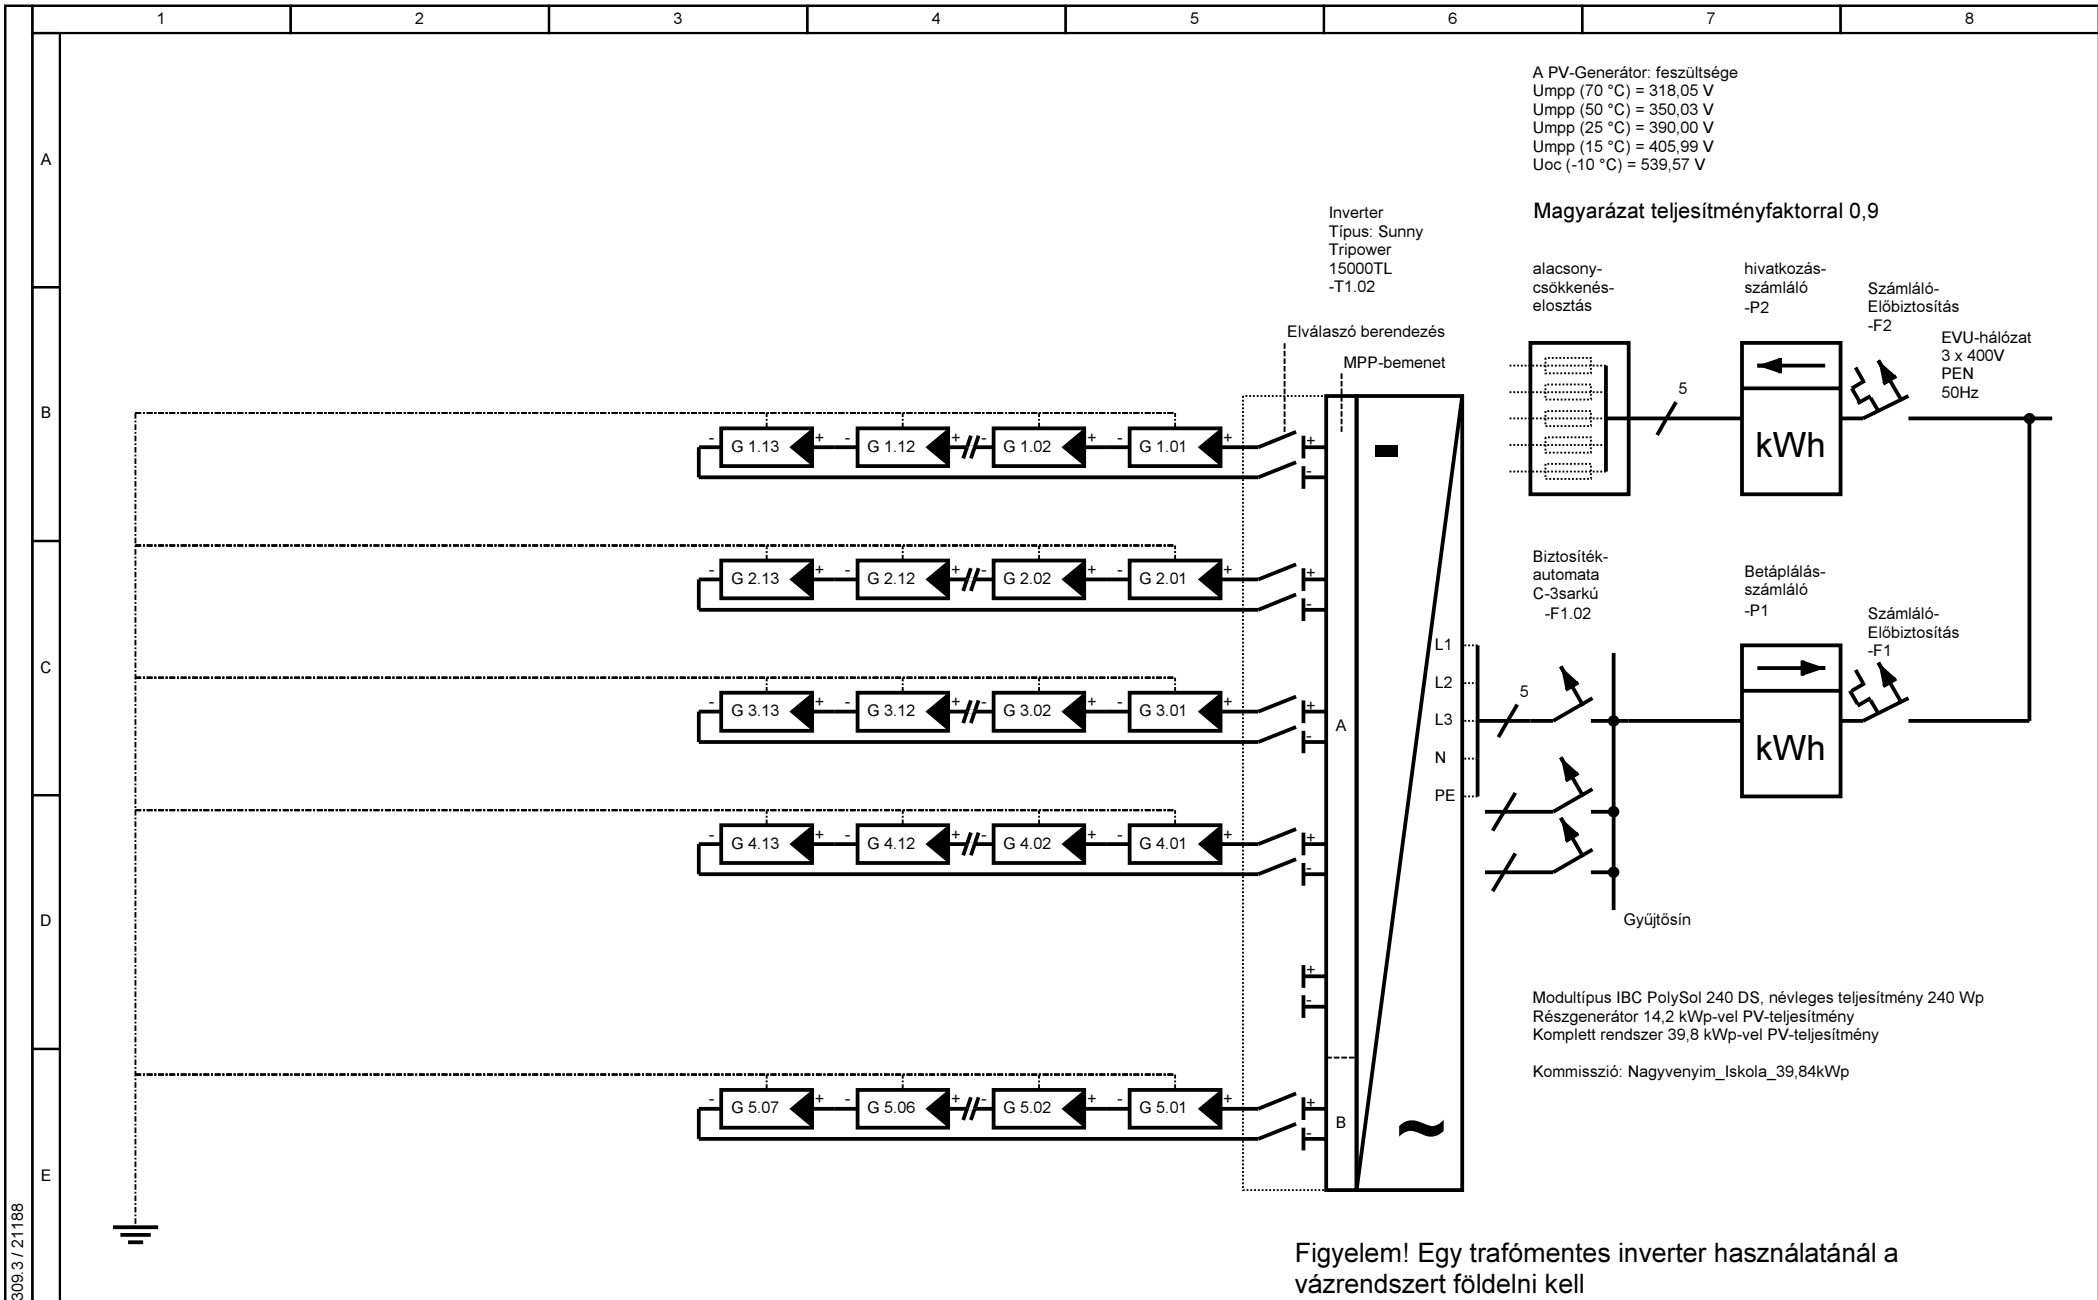 1 2 3 4 5 6 7 8
A
B
C
D
E
309.3 / 21188
A PV-Generátor: feszültsége
Umpp (70 °C) = 318,05 V
Umpp (50 °C) = 350,03 V
Umpp (25 °C) = 390,00 V
Umpp (15 °C) = 405,99 V
Uoc (-10 °C) = 539,57 V
Magyarázat teljesítményfaktorral 0,9
Inverter
Típus: Sunny
Tripower
15000TL
-T1.02
Elválaszó berendezés
MPP-bemenet
alacsony-
csökkenés-
elosztás
5
hivatkozás-
számláló
-P2
kWh
Számláló-
Előbiztosítás
-F2
EVU-hálózat
3 x 400V
PEN
50Hz
- G 1.13 + - G 1.12 + - G 1.02 + - G 1.01 + +
-
- G 2.13 + - G 2.12 + - G 2.02 + - G 2.01 + +
-
- G 3.13 + - G 3.12 + - G 3.02 + - G 3.01 + +
-
- G 4.13 + - G 4.12 + - G 4.02 + - G 4.01 + +
-
+
-
- G 5.07 + - G 5.06 + - G 5.02 + - G 5.01 + +
-
A
B
~
L1
L2
L3
N
PE
5
Biztosíték-
automata
C-3sarkú
-F1.02
Betáplálás-
számláló
-P1
kWh
Számláló-
Előbiztosítás
-F1
Gyűjtősín
Modultípus IBC PolySol 240 DS, névleges teljesítmény 240 Wp
Részgenerátor 14,2 kWp-vel PV-teljesítmény
Komplett rendszer 39,8 kWp-vel PV-teljesítmény
Kommisszió: Nagyvenyim_Iskola_39,84kWp
Figyelem! Egy trafómentes inverter használatánál a
vázrendszert földelni kell